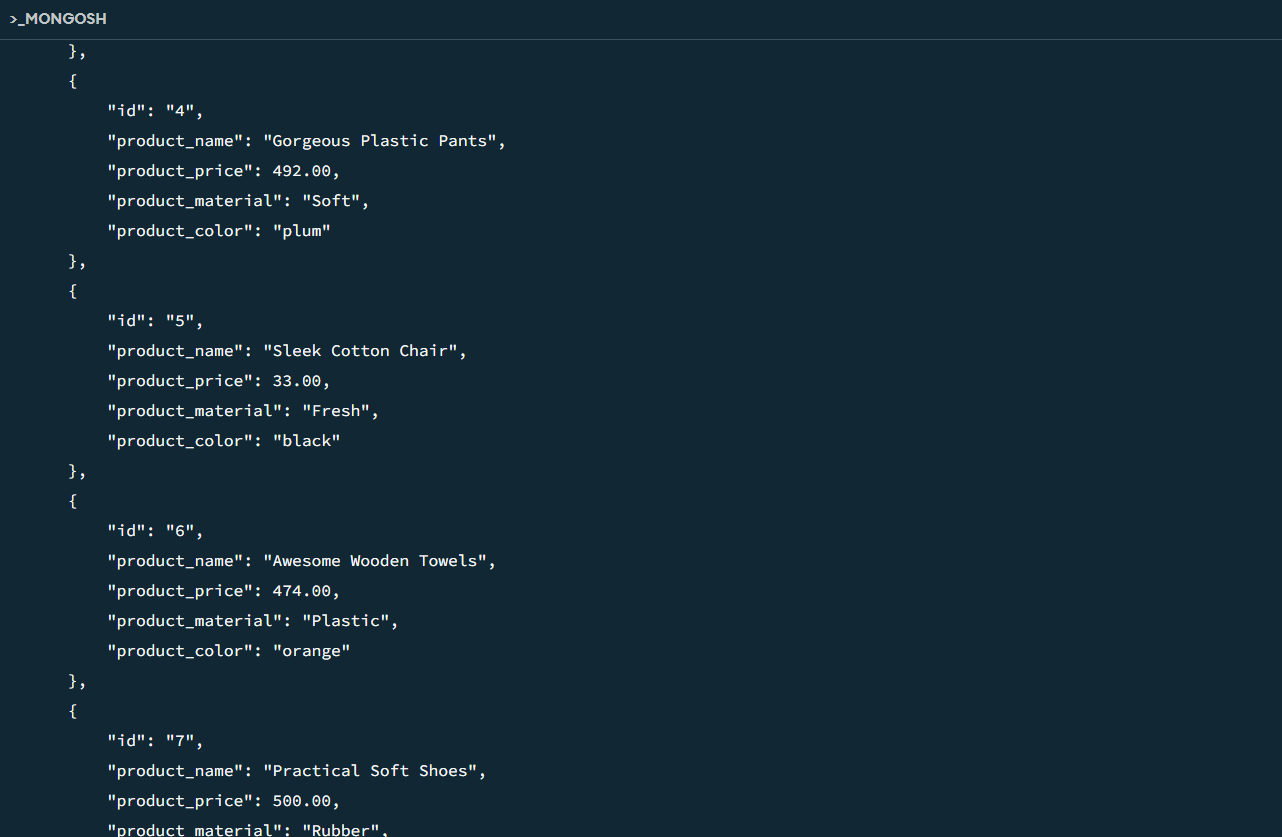 >_MONGOSH
},
{
"id": "4",
"product_name": "Gorgeous Plastic Pants",
"product_price": 492.00,
"product_material": "Soft",
"product_color": "plum"
},
{
"id": "5",
"product_name": "Sleek Cotton Chair",
"product_price": 33.00,
"product_material": "Fresh",
"product_color": "black"
},
{
"id": "6",
"product_name": "Awesome Wooden Towels",
"product_price": 474.00,
"product_material": "Plastic",
"product_color": "orange"
},
{
"id": "7",
"product_name": "Practical Soft Shoes",
"product_price": 500.00,
"product_material": "Rubber",